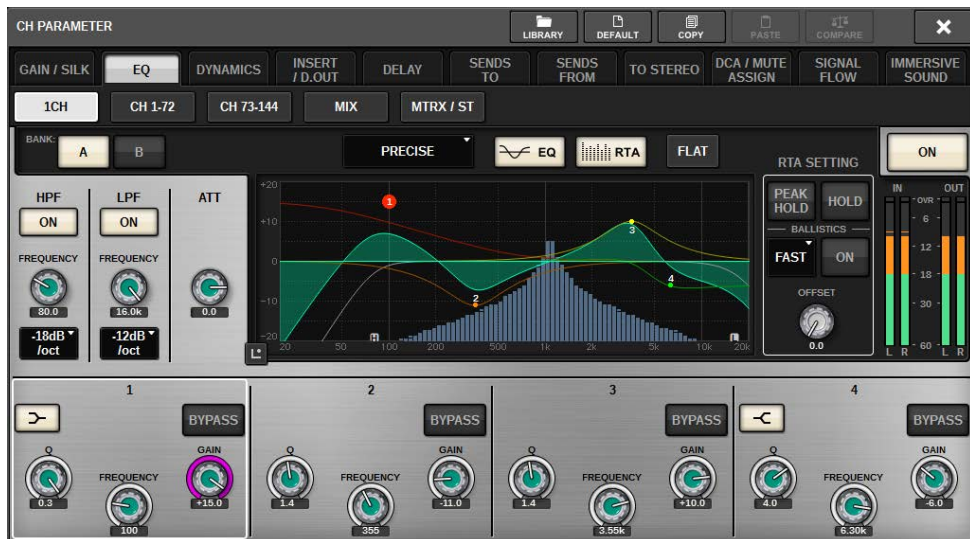 CH PARAMETER
LIBRARY DEFAULT COPY PASTE COMPARE
GAIN / SILK EQ DYNAMICS INSERT / D.OUT DELAY SENDS TO SENDS FROM TO STEREO DCA / MUTE ASSIGN SIGNAL FLOW IMMERSIVE SOUND
1CH CH 1-72 CH 73-144 MIX MTRX / ST
BANK: A B PRECISE EQ RTA FLAT RTA SETTING ON
HPF LPF ATT
ON ON
FREQUENCY FREQUENCY
80.0 16.0k 0.0
-18dB /oct -12dB /oct
+20
+10
0
-10
-20
1
2
3
4
H L
20 50 100 200 500 1k 2k 5k 10k 20k
PEAK HOLD HOLD
BALLISTICS
FAST ON
OFFSET
0.0
IN OUT
OVR
6
12
18
30
60
L R L R
1 2 3 4
BYPASS BYPASS BYPASS BYPASS
Q GAIN Q GAIN Q GAIN Q GAIN
FREQUENCY FREQUENCY FREQUENCY FREQUENCY
0.3 +15.0 1.4 -11.0 1.4 +10.0 4.0 -6.0
100 355 3.55k 6.30k